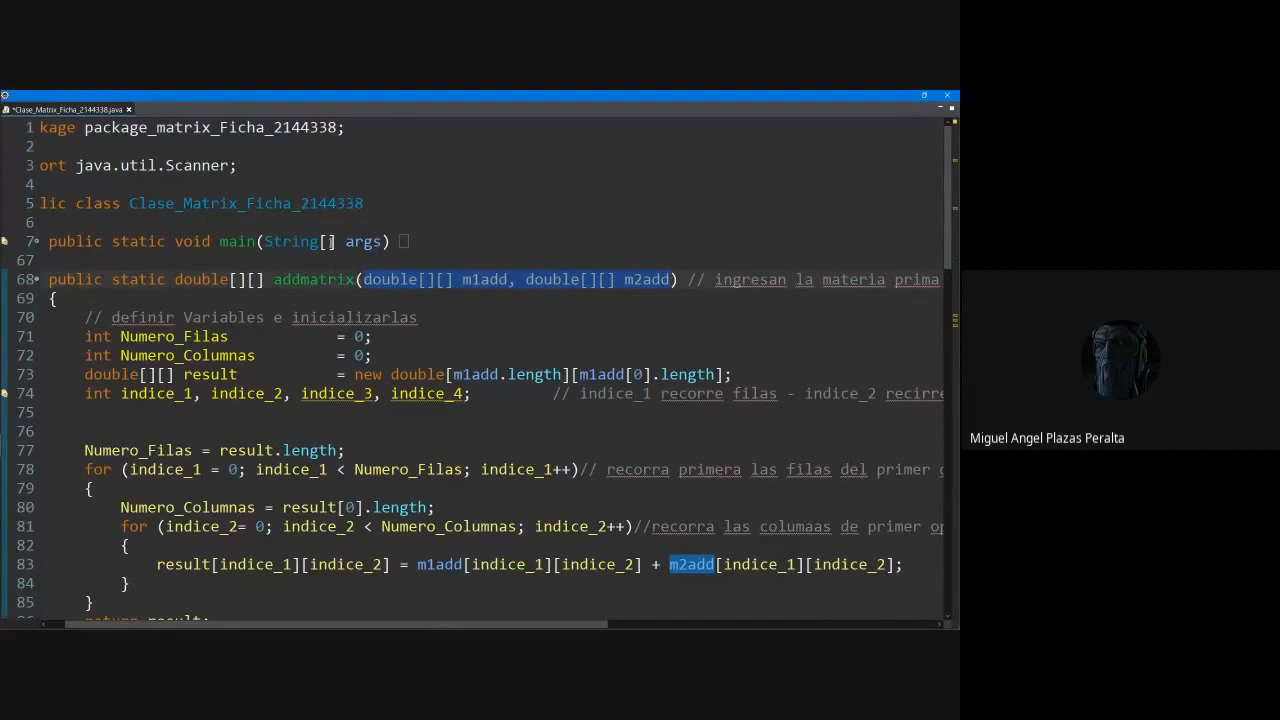 *Clase_Matrix_Ficha_2144338.java
1 kage package_matrix_Ficha_2144338;
2
3 ort java.util.Scanner;
4
5 lic class Clase_Matrix_Ficha_2144338
6
7 public static void main(String[] args)
67
68 public static double[][] addmatrix(double[][] m1add, double[][] m2add) // ingresan la materia prima
69 {
70 // definir Variables e inicializarlas
71 int Numero_Filas = 0;
72 int Numero_Columnas = 0;
73 double[][] result = new double[m1add.length][m1add[0].length];
74 int indice_1, indice_2, indice_3, indice_4; // indice_1 recorre filas - indice_2 recirre
75
76
77 Numero_Filas = result.length;
78 for (indice_1 = 0; indice_1 < Numero_Filas; indice_1++)// recorra primera las filas del primer
79 {
80 Numero_Columnas = result[0].length;
81 for (indice_2= 0; indice_2 < Numero_Columnas; indice_2++)//recorra las columaas de primer op
82 {
83 result[indice_1][indice_2] = m1add[indice_1][indice_2] + m2add[indice_1][indice_2];
84 }
85 }
86 return result;
Miguel Angel Plazas Peralta